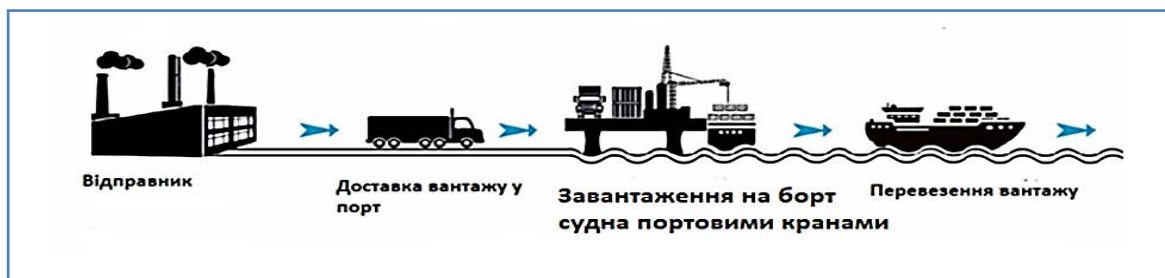 Відправник
Доставка вантажу у
порт
Завантаження на борт
судна портовими кранами
Перевезення вантажу